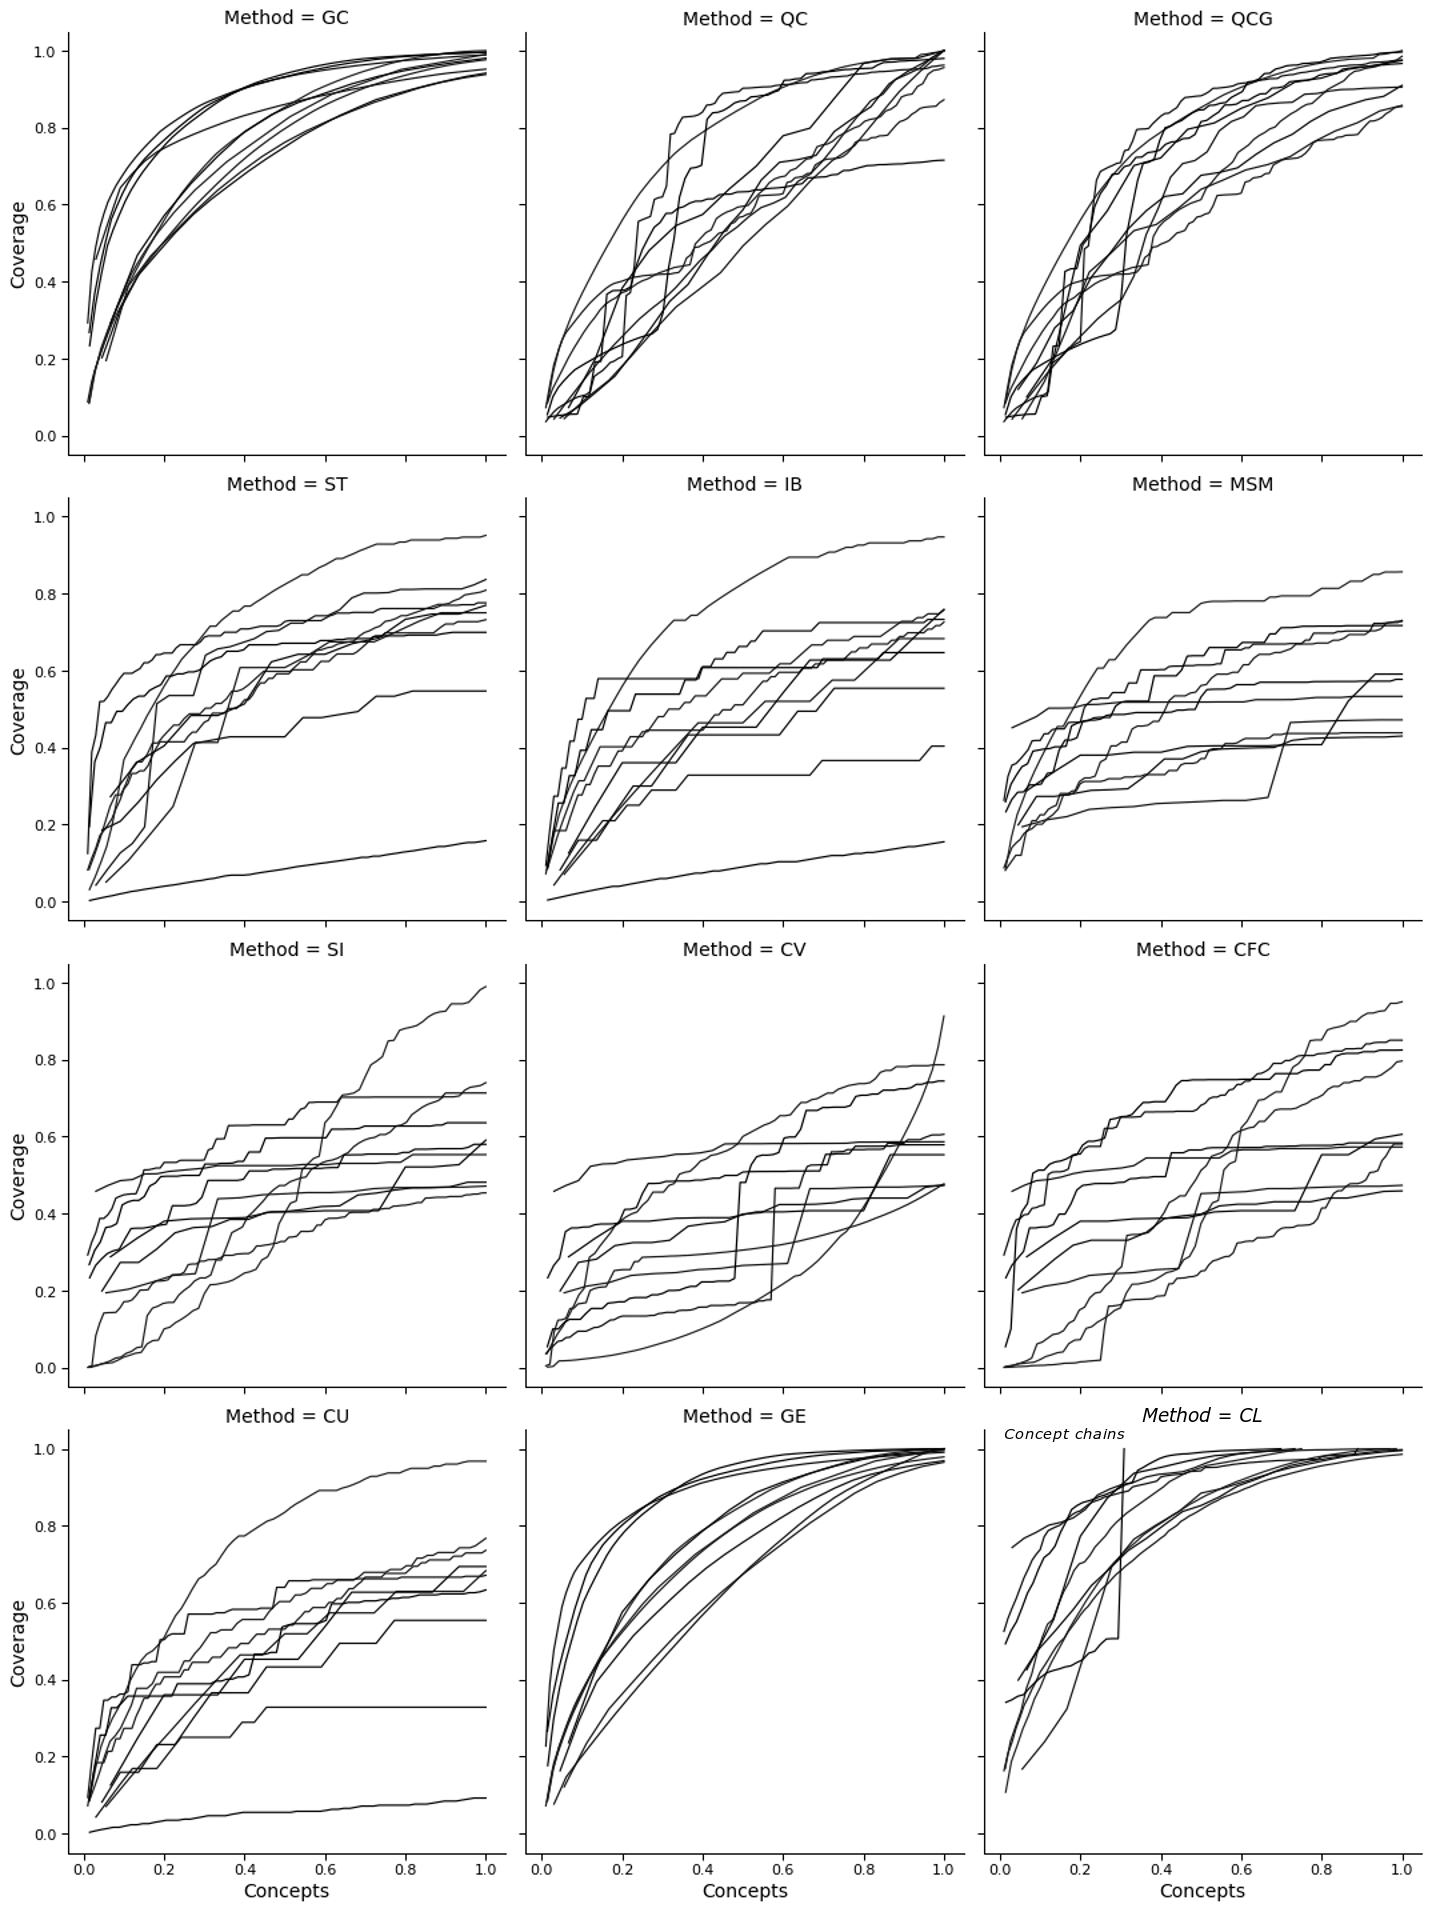 Method = GC
Method = QC
Method = QCG
1.0
0.8
0.6
0.4
0.2
0.0
Coverage
Method = ST
Method = IB
Method = MSM
1.0
0.8
0.6
0.4
0.2
0.0
Coverage
Method = SI
Method = CV
Method = CFC
1.0
0.8
0.6
0.4
0.2
0.0
Coverage
Method = CU
Method = GE
Method = CL
Concept chains
1.0
0.8
0.6
0.4
0.2
0.0
Coverage
0.0 0.2 0.4 0.6 0.8 1.0
0.0 0.2 0.4 0.6 0.8 1.0
0.0 0.2 0.4 0.6 0.8 1.0
Concepts
Concepts
Concepts